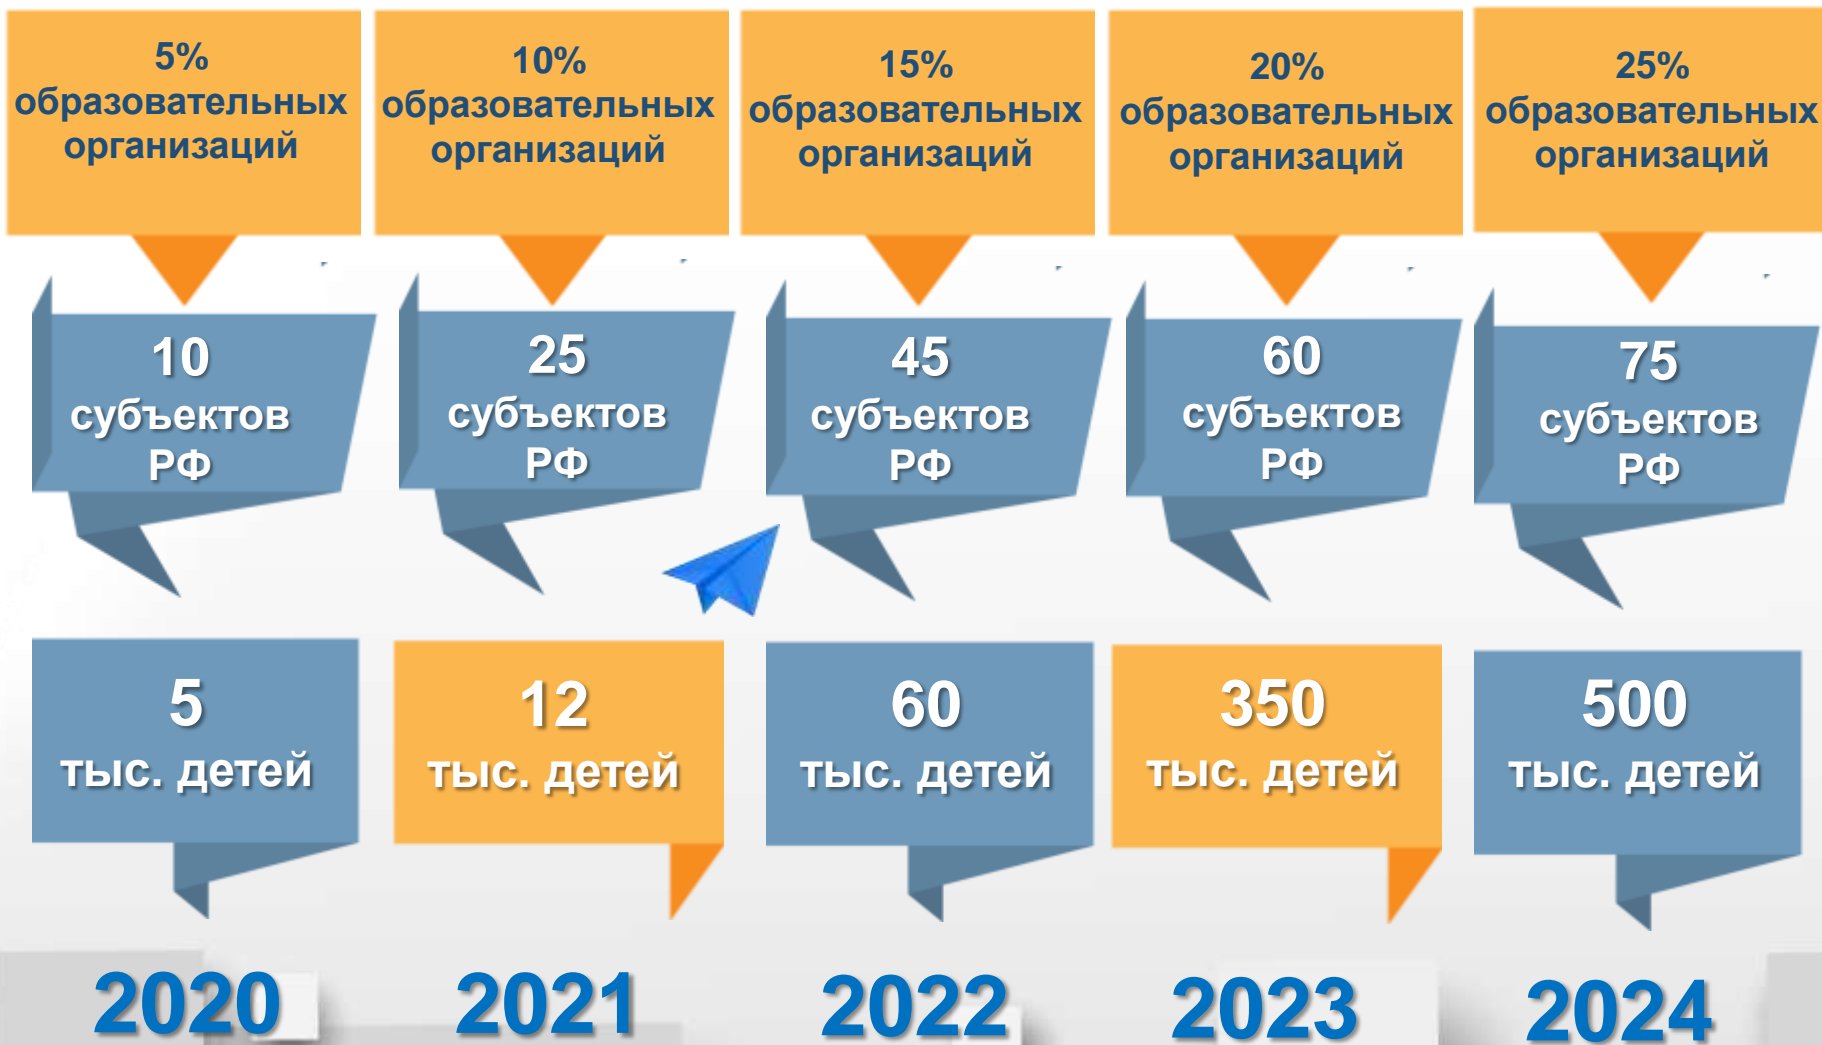 5%
образовательных
организаций
10%
образовательных
организаций
15%
образовательных
организаций
20%
образовательных
организаций
25%
образовательных
организаций
10
субъектов
РФ
25
субъектов
РФ
45
субъектов
РФ
60
субъектов
РФ
75
субъектов
РФ
5
тыс. детей
12
тыс. детей
60
тыс. детей
350
тыс. детей
500
тыс. детей
2020
2021
2022
2023
2024